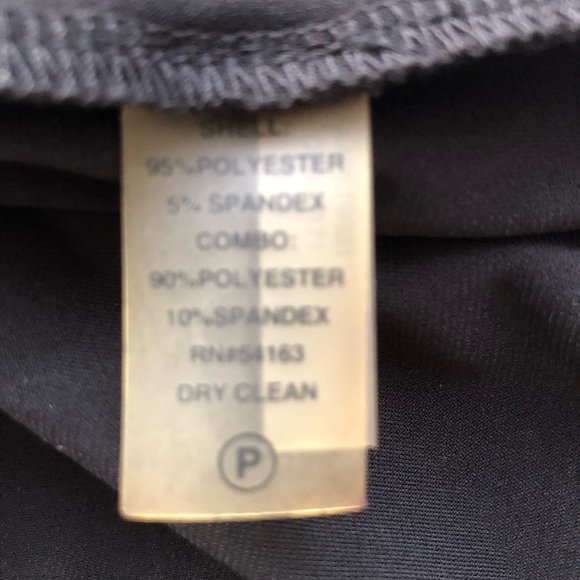 SHELL:
95%POLYESTER
5% SPANDEX
COMBO:
90%POLYESTER
10%SPANDEX
RN#54163
DRY CLEAN
P